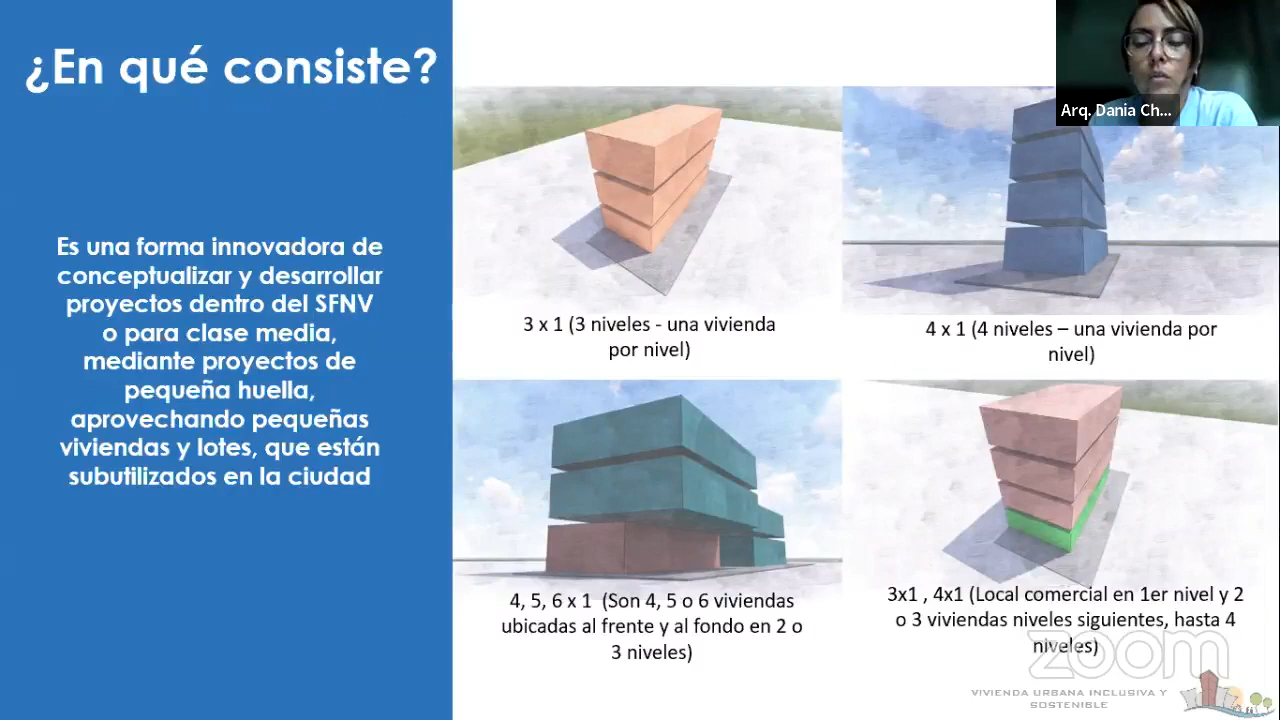 ¿En qué consiste?
Es una forma innovadora de
conceptualizar y desarrollar
proyectos dentro del SFNV
o para clase media,
mediante proyectos de
pequeña huella,
aprovechando pequeñas
viviendas y lotes, que están
subutilizados en la ciudad
Arq. Dania Ch...
3 x 1 (3 niveles - una vivienda
por nivel)
4 x 1 (4 niveles – una vivienda por
nivel)
4, 5, 6 x 1 (Son 4, 5 o 6 viviendas
ubicadas al frente y al fondo en 2 o
3 niveles)
3x1 , 4x1 (Local comercial en 1er nivel y 2
o 3 viviendas niveles siguientes, hasta 4
niveles)
zoom
VIVIENDA URBANA INCLUSIVA Y
SOSTENIBLE